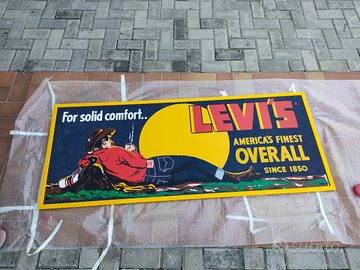 For solid comfort..
LEVI'S
AMERICA'S FINEST
OVERALL
SINCE 1850